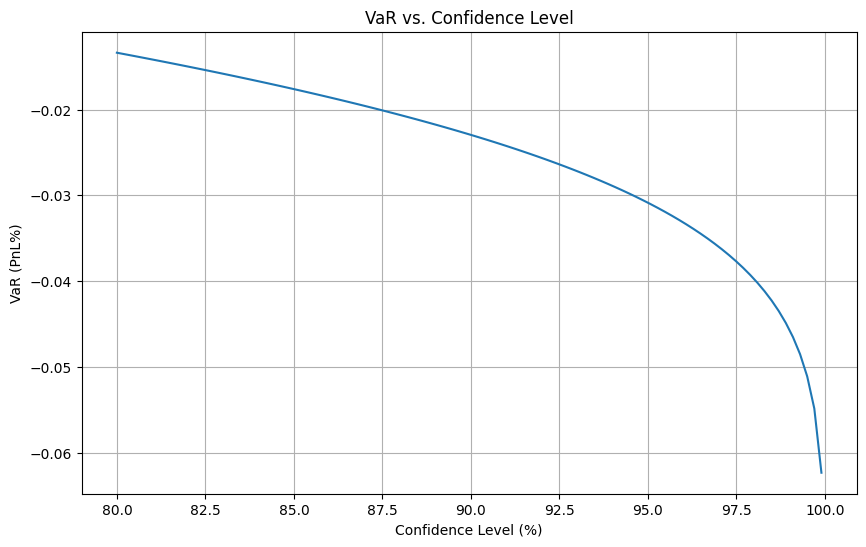 VaR vs. Confidence Level
−0.02
−0.03
−0.04
−0.05
−0.06
VaR (PnL%)
80.0 82.5 85.0 87.5 90.0 92.5 95.0 97.5 100.0
Confidence Level (%)